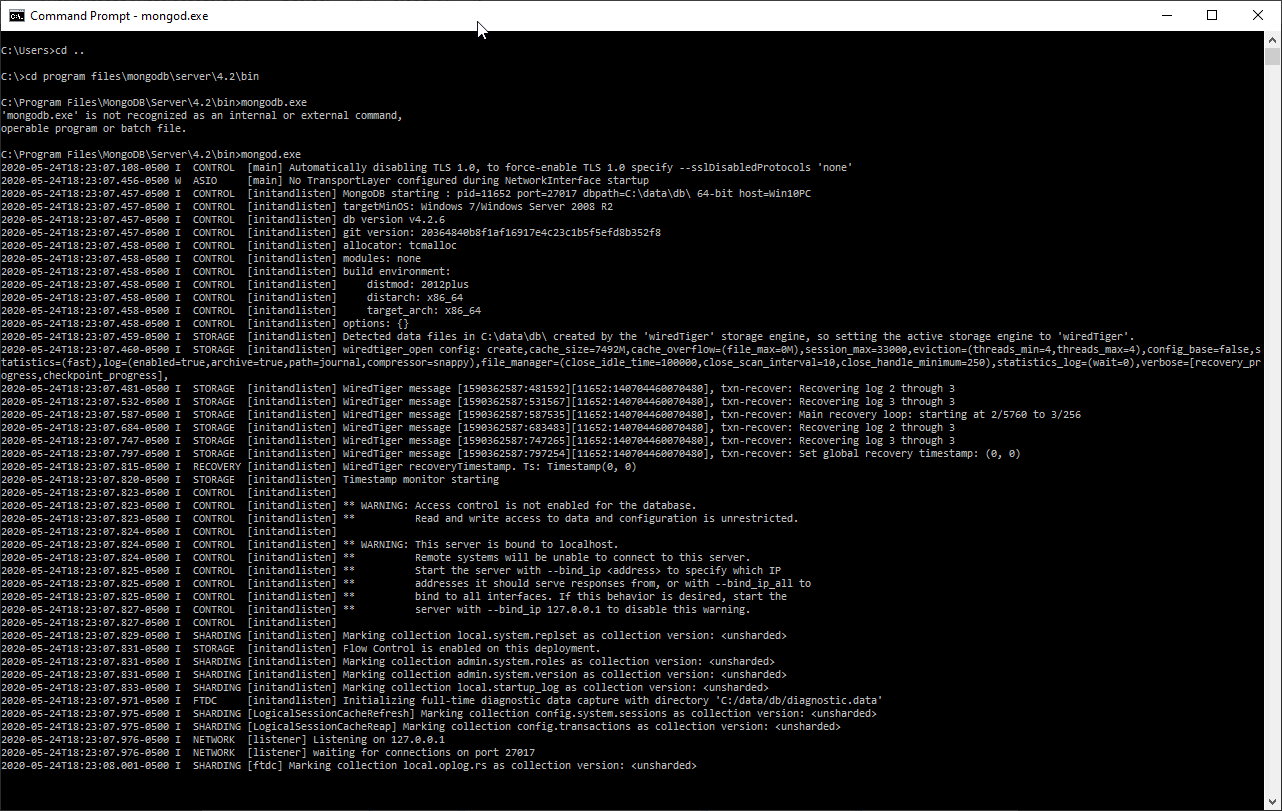 Command Prompt - mongod.exe
C:\Users>cd ..
C:\>cd program files\mongodb\server\4.2\bin
C:\Program Files\MongoDB\Server\4.2\bin>mongodb.exe
'mongodb.exe' is not recognized as an internal or external command,
operable program or batch file.
C:\Program Files\MongoDB\Server\4.2\bin>mongod.exe
2020-05-24T18:23:07.108-0500 I  CONTROL  [main] Automatically disabling TLS 1.0, to force-enable TLS 1.0 specify --sslDisabledProtocols 'none'
2020-05-24T18:23:07.456-0500 W  ASIO     [main] No TransportLayer configured during NetworkInterface startup
2020-05-24T18:23:07.457-0500 I  CONTROL  [initandlisten] MongoDB starting : pid=11652 port=27017 dbpath=C:\data\db\ 64-bit host=Win10PC
2020-05-24T18:23:07.457-0500 I  CONTROL  [initandlisten] targetMinOS: Windows 7/Windows Server 2008 R2
2020-05-24T18:23:07.457-0500 I  CONTROL  [initandlisten] db version v4.2.6
2020-05-24T18:23:07.457-0500 I  CONTROL  [initandlisten] git version: 20364840b8f1af16917e4c23c1b5f5efd8b352f8
2020-05-24T18:23:07.458-0500 I  CONTROL  [initandlisten] allocator: tcmalloc
2020-05-24T18:23:07.458-0500 I  CONTROL  [initandlisten] modules: none
2020-05-24T18:23:07.458-0500 I  CONTROL  [initandlisten] build environment:
2020-05-24T18:23:07.458-0500 I  CONTROL  [initandlisten]     distmod: 2012plus
2020-05-24T18:23:07.458-0500 I  CONTROL  [initandlisten]     distarch: x86_64
2020-05-24T18:23:07.458-0500 I  CONTROL  [initandlisten]     target_arch: x86_64
2020-05-24T18:23:07.458-0500 I  CONTROL  [initandlisten] options: {}
2020-05-24T18:23:07.459-0500 I  STORAGE  [initandlisten] Detected data files in C:\data\db\ created by the 'wiredTiger' storage engine, so setting the active storage engine to 'wiredTiger'.
2020-05-24T18:23:07.460-0500 I  STORAGE  [initandlisten] wiredtiger_open config: create,cache_size=7492M,cache_overflow=(file_max=0M),session_max=33000,eviction=(threads_min=4,threads_max=4),config_base=false,s
tatistics=(fast),log=(enabled=true,archive=true,path=journal,compressor=snappy),file_manager=(close_idle_time=100000,close_scan_interval=10,close_handle_minimum=250),statistics_log=(wait=0),verbose=[recovery_pr
ogress,checkpoint_progress],
2020-05-24T18:23:07.481-0500 I  STORAGE  [initandlisten] WiredTiger message [1590362587:481592][11652:140704460070480], txn-recover: Recovering log 2 through 3
2020-05-24T18:23:07.532-0500 I  STORAGE  [initandlisten] WiredTiger message [1590362587:531567][11652:140704460070480], txn-recover: Recovering log 3 through 3
2020-05-24T18:23:07.587-0500 I  STORAGE  [initandlisten] WiredTiger message [1590362587:587535][11652:140704460070480], txn-recover: Main recovery loop: starting at 2/5760 to 3/256
2020-05-24T18:23:07.684-0500 I  STORAGE  [initandlisten] WiredTiger message [1590362587:683483][11652:140704460070480], txn-recover: Recovering log 2 through 3
2020-05-24T18:23:07.747-0500 I  STORAGE  [initandlisten] WiredTiger message [1590362587:747265][11652:140704460070480], txn-recover: Recovering log 3 through 3
2020-05-24T18:23:07.797-0500 I  STORAGE  [initandlisten] WiredTiger message [1590362587:797254][11652:140704460070480], txn-recover: Set global recovery timestamp: (0, 0)
2020-05-24T18:23:07.815-0500 I  RECOVERY [initandlisten] WiredTiger recoveryTimestamp. Ts: Timestamp(0, 0)
2020-05-24T18:23:07.820-0500 I  STORAGE  [initandlisten] Timestamp monitor starting
2020-05-24T18:23:07.823-0500 I  CONTROL  [initandlisten]
2020-05-24T18:23:07.823-0500 I  CONTROL  [initandlisten] ** WARNING: Access control is not enabled for the database.
2020-05-24T18:23:07.823-0500 I  CONTROL  [initandlisten] **          Read and write access to data and configuration is unrestricted.
2020-05-24T18:23:07.824-0500 I  CONTROL  [initandlisten]
2020-05-24T18:23:07.824-0500 I  CONTROL  [initandlisten] ** WARNING: This server is bound to localhost.
2020-05-24T18:23:07.824-0500 I  CONTROL  [initandlisten] **          Remote systems will be unable to connect to this server.
2020-05-24T18:23:07.824-0500 I  CONTROL  [initandlisten] **          Start the server with --bind_ip <address> to specify which IP
2020-05-24T18:23:07.825-0500 I  CONTROL  [initandlisten] **          addresses it should serve responses from, or with --bind_ip_all to
2020-05-24T18:23:07.825-0500 I  CONTROL  [initandlisten] **          bind to all interfaces. If this behavior is desired, start the
2020-05-24T18:23:07.827-0500 I  CONTROL  [initandlisten] **          server with --bind_ip 127.0.0.1 to disable this warning.
2020-05-24T18:23:07.827-0500 I  CONTROL  [initandlisten]
2020-05-24T18:23:07.829-0500 I  SHARDING [initandlisten] Marking collection local.system.replset as collection version: <unsharded>
2020-05-24T18:23:07.831-0500 I  STORAGE  [initandlisten] Flow Control is enabled on this deployment.
2020-05-24T18:23:07.831-0500 I  SHARDING [initandlisten] Marking collection admin.system.roles as collection version: <unsharded>
2020-05-24T18:23:07.831-0500 I  SHARDING [initandlisten] Marking collection admin.system.version as collection version: <unsharded>
2020-05-24T18:23:07.833-0500 I  SHARDING [initandlisten] Marking collection local.startup_log as collection version: <unsharded>
2020-05-24T18:23:07.971-0500 I  FTDC     [initandlisten] Initializing full-time diagnostic data capture with directory 'C:/data/db/diagnostic.data'
2020-05-24T18:23:07.975-0500 I  SHARDING [LogicalSessionCacheRefresh] Marking collection config.system.sessions as collection version: <unsharded>
2020-05-24T18:23:07.975-0500 I  SHARDING [LogicalSessionCacheReap] Marking collection config.transactions as collection version: <unsharded>
2020-05-24T18:23:07.976-0500 I  NETWORK  [listener] Listening on 127.0.0.1
2020-05-24T18:23:07.976-0500 I  NETWORK  [listener] waiting for connections on port 27017
2020-05-24T18:23:08.001-0500 I  SHARDING [ftdc] Marking collection local.oplog.rs as collection version: <unsharded>